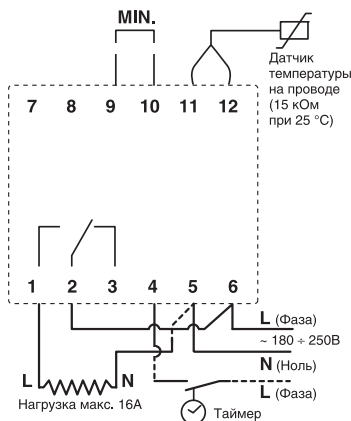 MIN.
Датчик
температуры
на проводе
(15 кОм
при 25 °C)
7 8 9 10 11 12
1 2 3 4 5 6
L (Фаза)
~ 180 ÷ 250В
N (Ноль)
L N
L (Фаза)
Нагрузка макс. 16А
Таймер